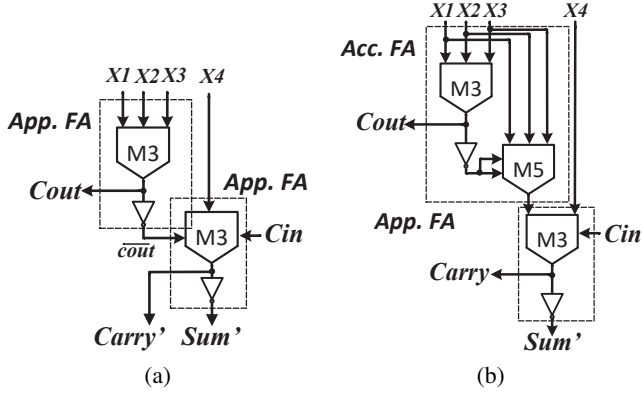 X1 X2 X3 X4
App. FA
M3
Cout
App. FA
cout
M3
Cin
Carry’
Sum’
(a)
X1 X2 X3 X4
Acc. FA
M3
Cout
M5
App. FA
M3
Cin
Carry
Sum’
(b)